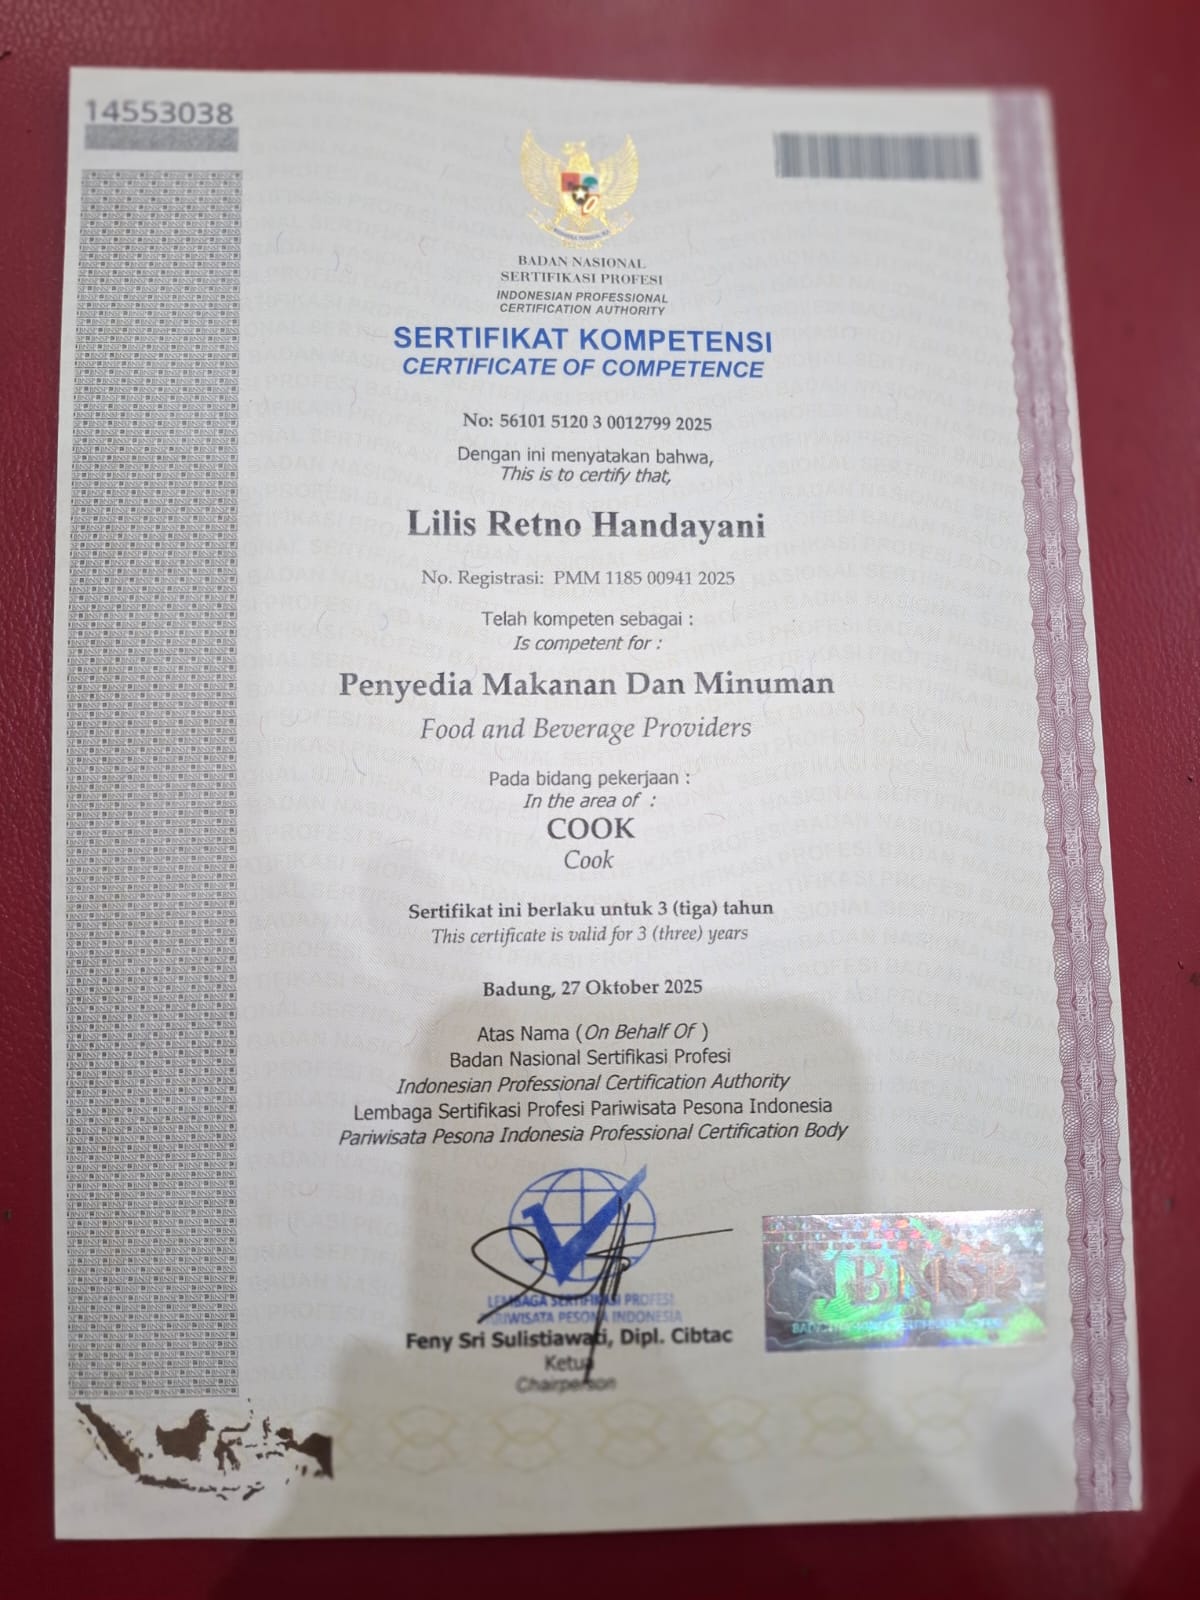 14553038
BADAN NASIONAL
SERTIFIKASI PROFESI
INDONESIAN PROFESSIONAL
CERTIFICATION AUTHORITY
SERTIFIKAT KOMPETENSI
CERTIFICATE OF COMPETENCE
No: 56101 5120 3 0012799 2025
Dengan ini menyatakan bahwa,
This is to certify that,
Lilis Retno Handayani
No. Registrasi: PMM 1185 00941 2025
Telah kompeten sebagai :
Is competent for :
Penyedia Makanan Dan Minuman
Food and Beverage Providers
Pada bidang pekerjaan :
In the area of :
COOK
Cook
Sertifikat ini berlaku untuk 3 (tiga) tahun
This certificate is valid for 3 (three) years
Badung, 27 Oktober 2025
Atas Nama (On Behalf Of )
Badan Nasional Sertifikasi Profesi
Indonesian Professional Certification Authority
Lembaga Sertifikasi Profesi Pariwisata Pesona Indonesia
Pariwisata Pesona Indonesia Professional Certification Body
LEMBAGA SERTIFIKASI PROFESI
PARIWISATA PESONA INDONESIA
BNSP
Feny Sri Sulistiawati, Dipl. Cibtac
Ketua
Chairperson